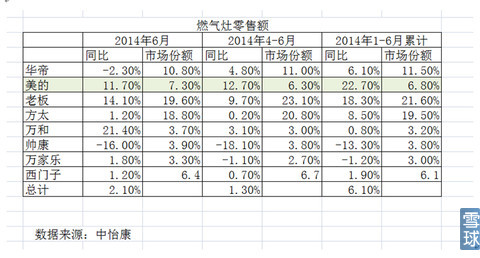 燃气灶零售额
2014年6月 2014年4-6月 2014年1-6月累计
同比 市场份额 同比 市场份额 同比 市场份额
华帝 -2.30% 10.80% 4.80% 11.00% 6.10% 11.50%
美的 11.70% 7.30% 12.70% 6.30% 22.70% 6.80%
老板 14.10% 19.60% 9.70% 23.10% 18.30% 21.60%
方太 1.20% 18.80% 0.20% 20.80% 8.50% 19.50%
万和 21.40% 3.70% 3.10% 3.00% 0.80% 3.20%
帅康 -16.00% 3.90% -18.10% 3.80% -13.30% 3.80%
万家乐 1.80% 3.30% -1.10% 2.70% -1.20% 3.00%
西门子 1.20% 6.4 0.70% 6.7 1.90% 6.1
总计 2.10% 1.30% 6.10%
数据来源：中怡康
雪球